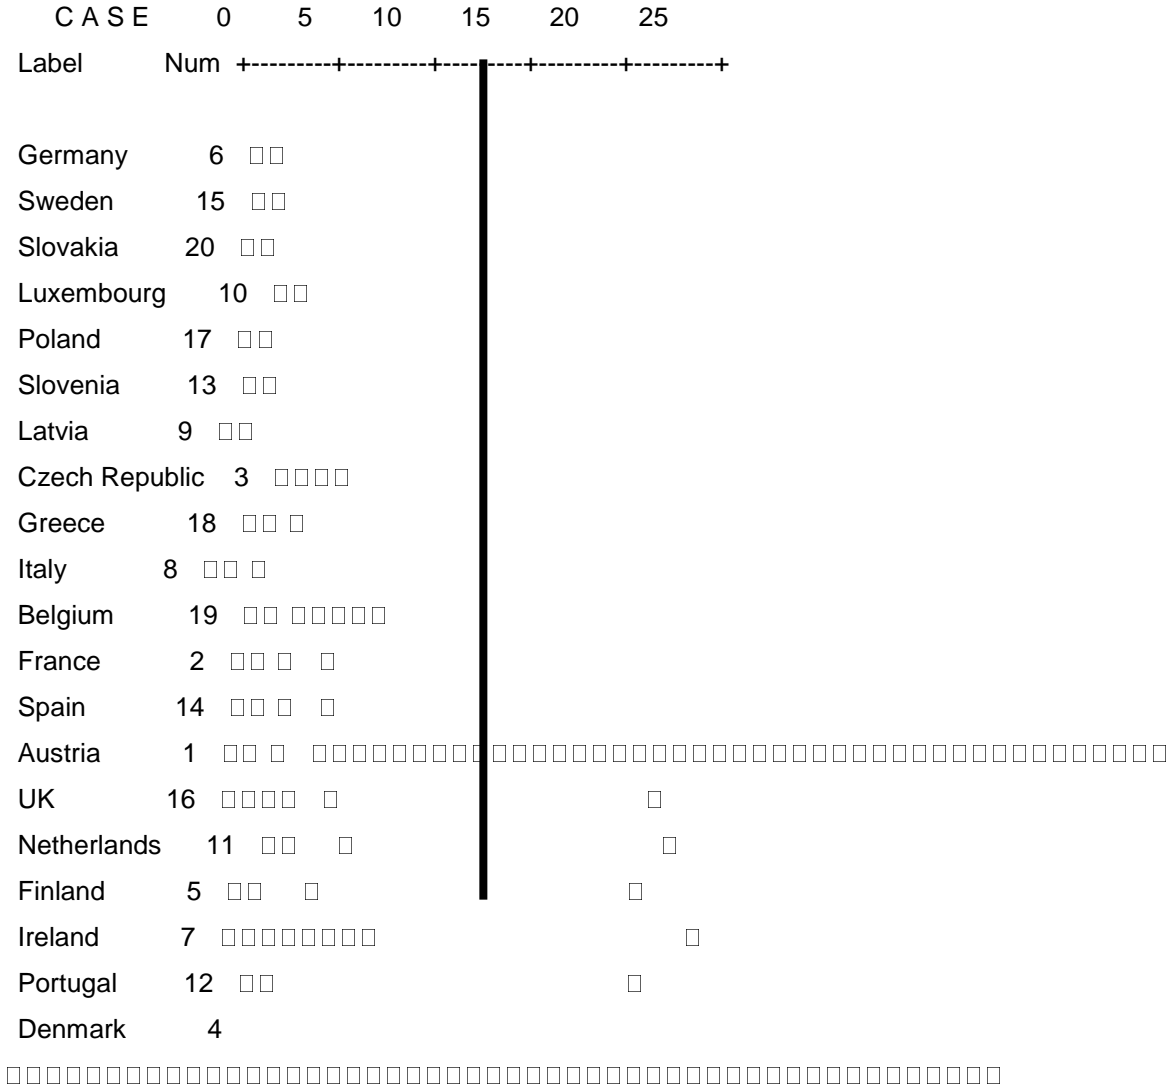 C A S E 0 5 10 15 20 25
Label Num +---------+---------+---------+---------+---------+
Germany 6
Sweden 15
Slovakia 20
Luxembourg 10
Poland 17
Slovenia 13
Latvia 9
Czech Republic 3
Greece 18
Italy 8
Belgium 19
France 2
Spain 14
Austria 1
UK 16
Netherlands 11
Finland 5
Ireland 7
Portugal 12
Denmark 4